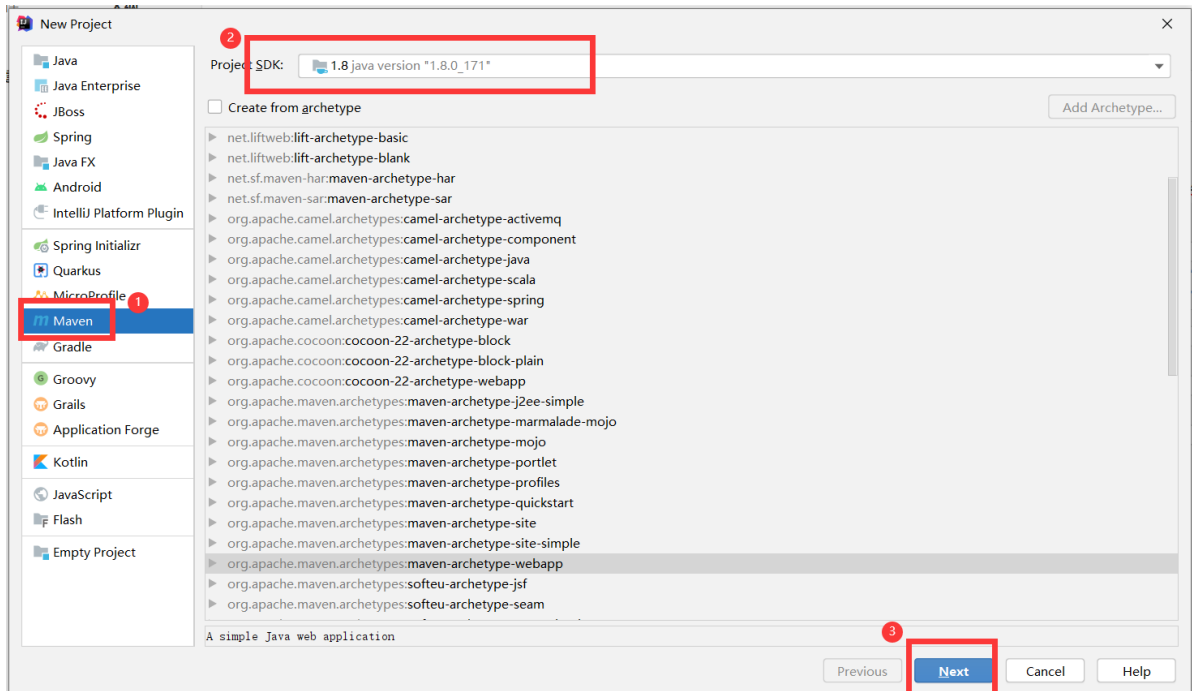 New Project
Java
Java Enterprise
JBoss
Spring
Java FX
Android
IntelliJ Platform Plugin
Spring Initializr
Quarkus
MicroProfile
1
Maven
Gradle
Groovy
Grails
Application Forge
Kotlin
JavaScript
Flash
Empty Project
2
Project SDK: 1.8 java version "1.8.0_171"
Create from archetype
Add Archetype...
net.liftweb:lift-archetype-basic
net.liftweb:lift-archetype-blank
net.sf.maven-har:maven-archetype-har
net.sf.maven-sar:maven-archetype-sar
org.apache.camel.archetypes:camel-archetype-activemq
org.apache.camel.archetypes:camel-archetype-component
org.apache.camel.archetypes:camel-archetype-java
org.apache.camel.archetypes:camel-archetype-scala
org.apache.camel.archetypes:camel-archetype-spring
org.apache.camel.archetypes:camel-archetype-war
org.apache.cocoon:cocoon-22-archetype-block
org.apache.cocoon:cocoon-22-archetype-block-plain
org.apache.cocoon:cocoon-22-archetype-webapp
org.apache.maven.archetypes:maven-archetype-j2ee-simple
org.apache.maven.archetypes:maven-archetype-marmalade-mojo
org.apache.maven.archetypes:maven-archetype-mojo
org.apache.maven.archetypes:maven-archetype-portlet
org.apache.maven.archetypes:maven-archetype-profiles
org.apache.maven.archetypes:maven-archetype-quickstart
org.apache.maven.archetypes:maven-archetype-site
org.apache.maven.archetypes:maven-archetype-site-simple
org.apache.maven.archetypes:maven-archetype-webapp
org.apache.maven.archetypes:softeu-archetype-jsf
org.apache.maven.archetypes:softeu-archetype-seam
A simple Java web application
3
Previous
Next
Cancel
Help